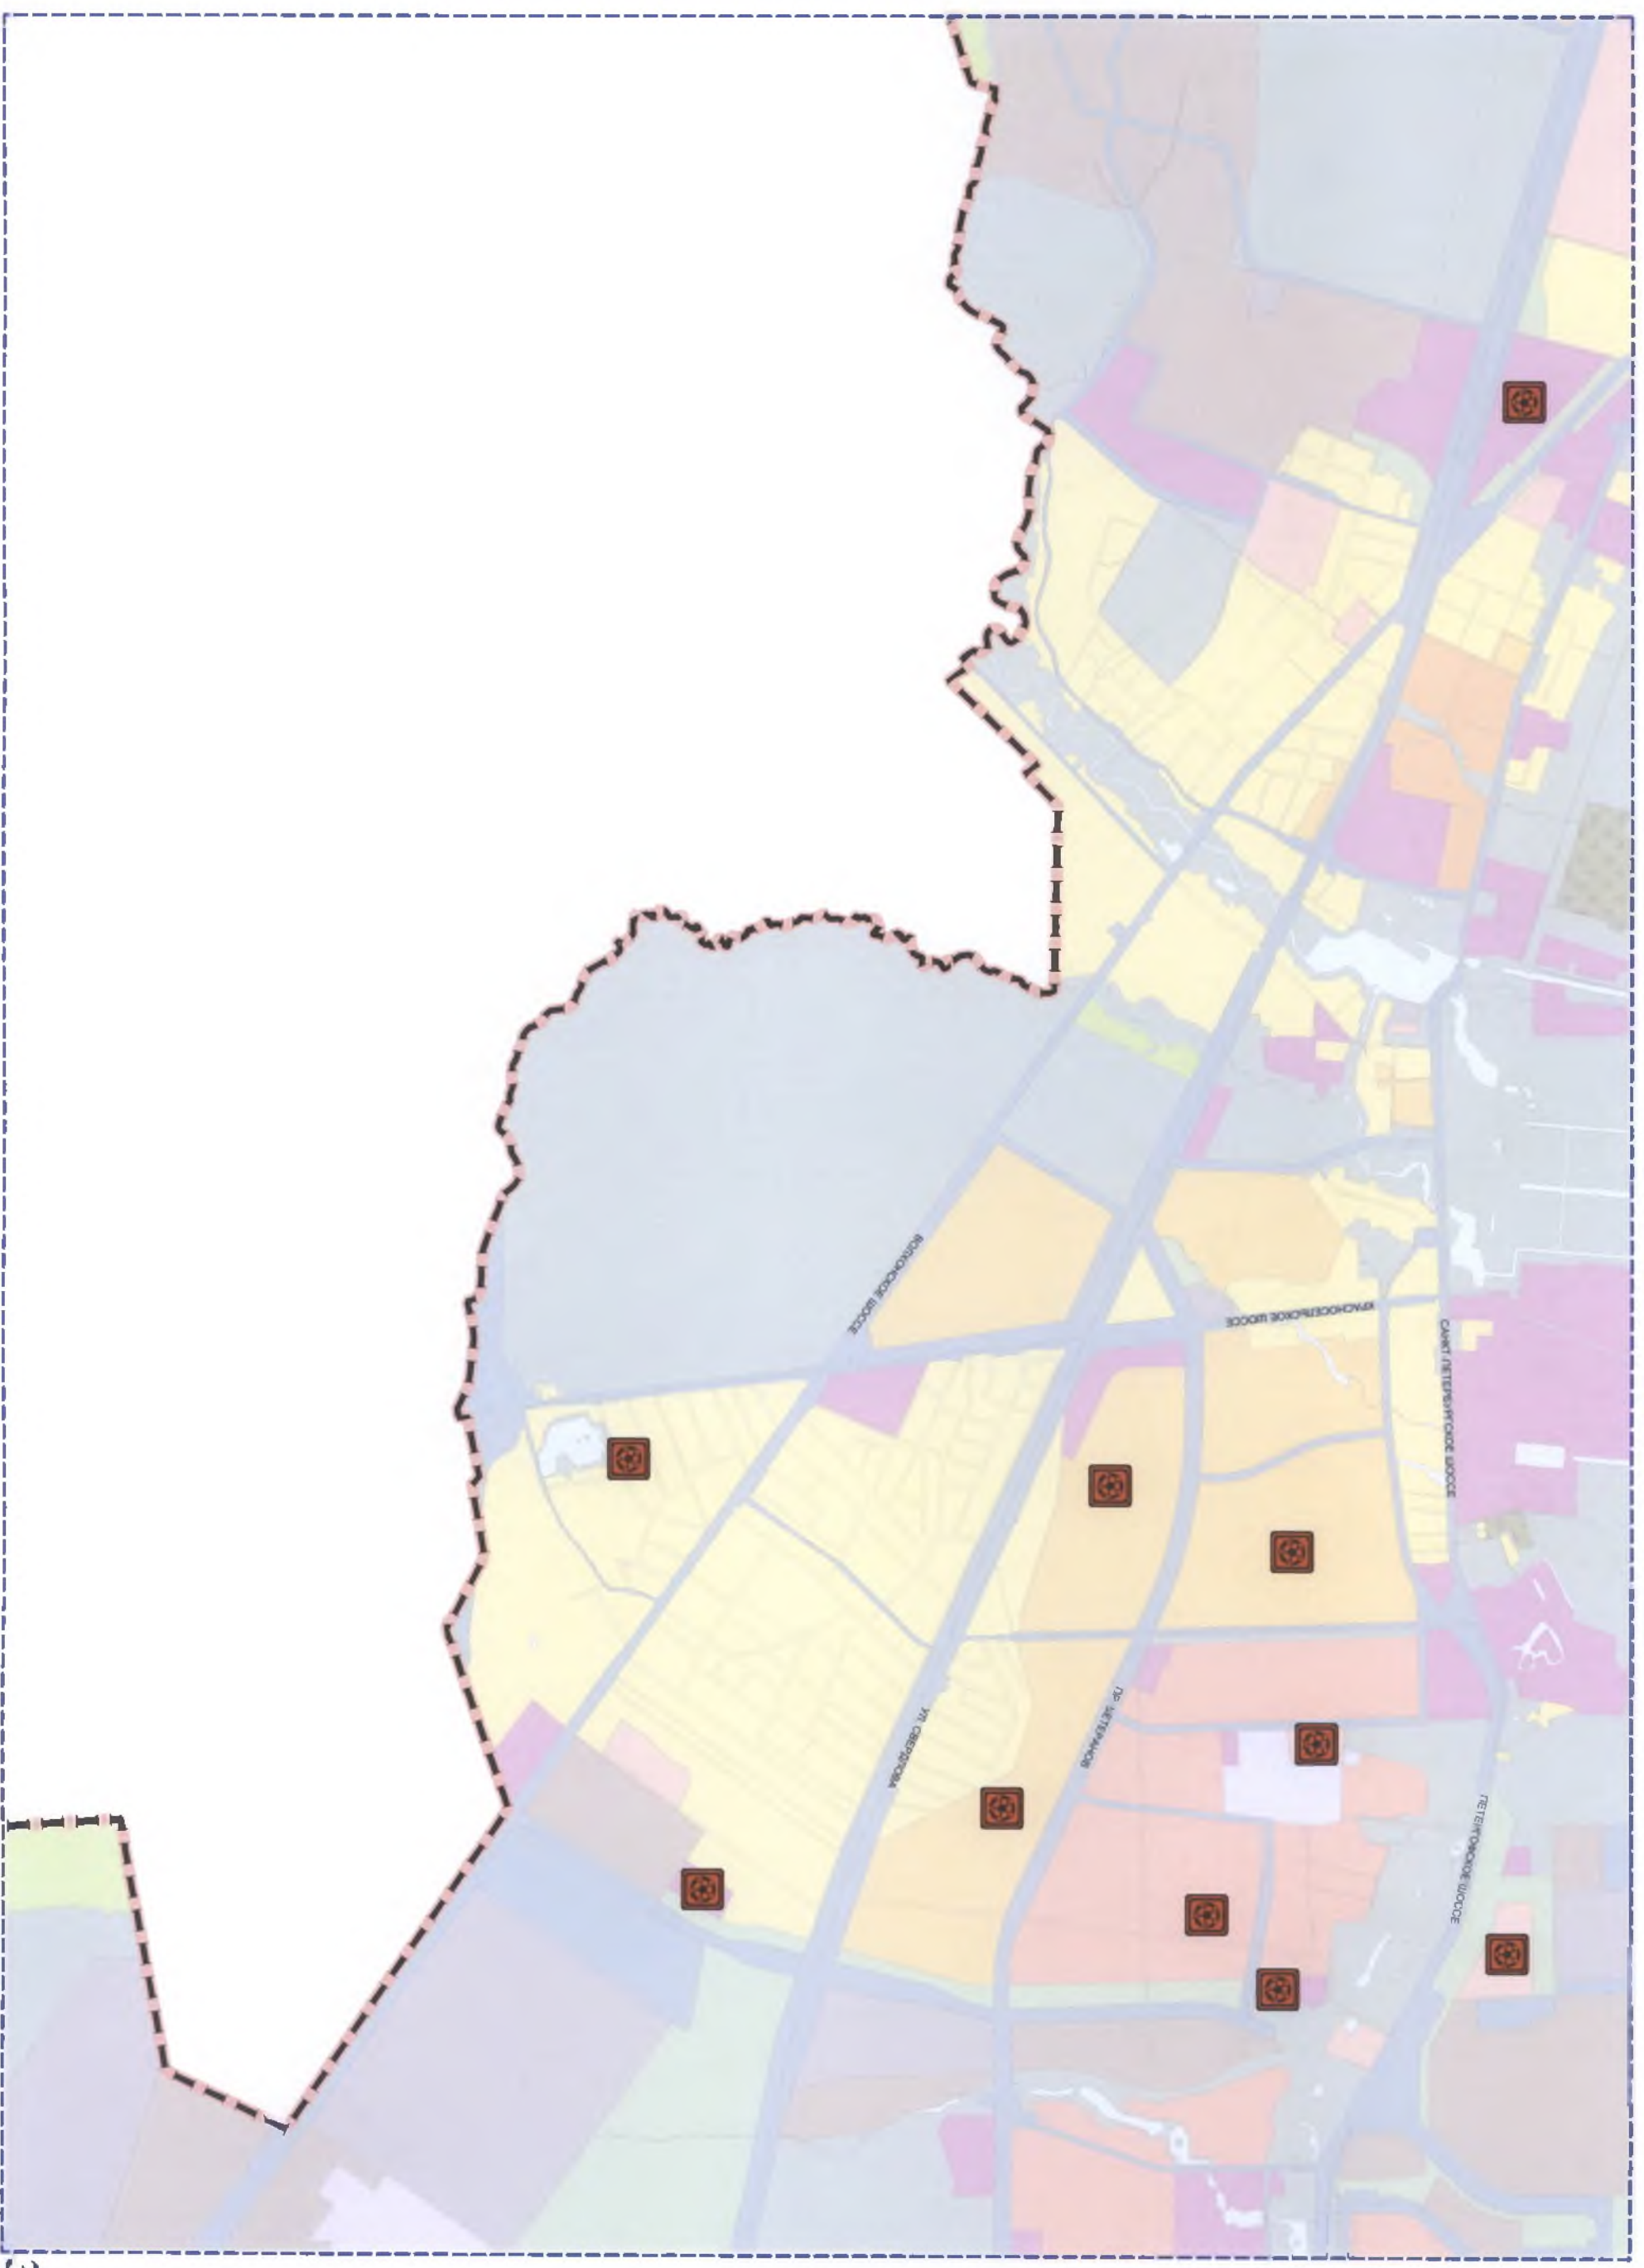 ВОЛХОНСКОЕ ШОССЕ
КРАСНОСЕЛЬСКОЕ ШОССЕ
САНКТ-ПЕТЕРБУРГСКОЕ ШОССЕ
УЛ. СВЕРДЛОВА
ПР. ВЕТЕРАНОВ
ПЕТЕРГОФСКОЕ ШОССЕ